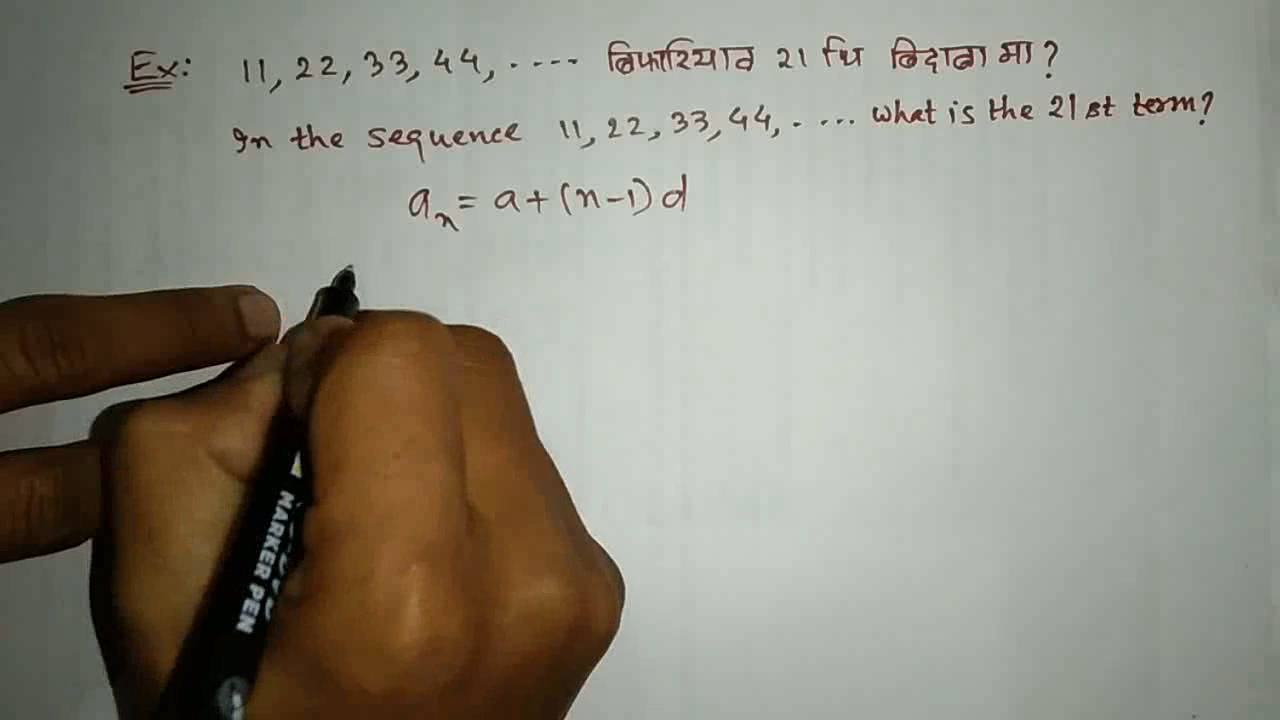 Ex: 11, 22, 33, 44, ..... बिफारियाव 21 थि बिदाबा मा?
In the sequence 11, 22, 33, 44, ..... what is the 21st term?
aₙ = a + (n-1) d
MARKER PEN